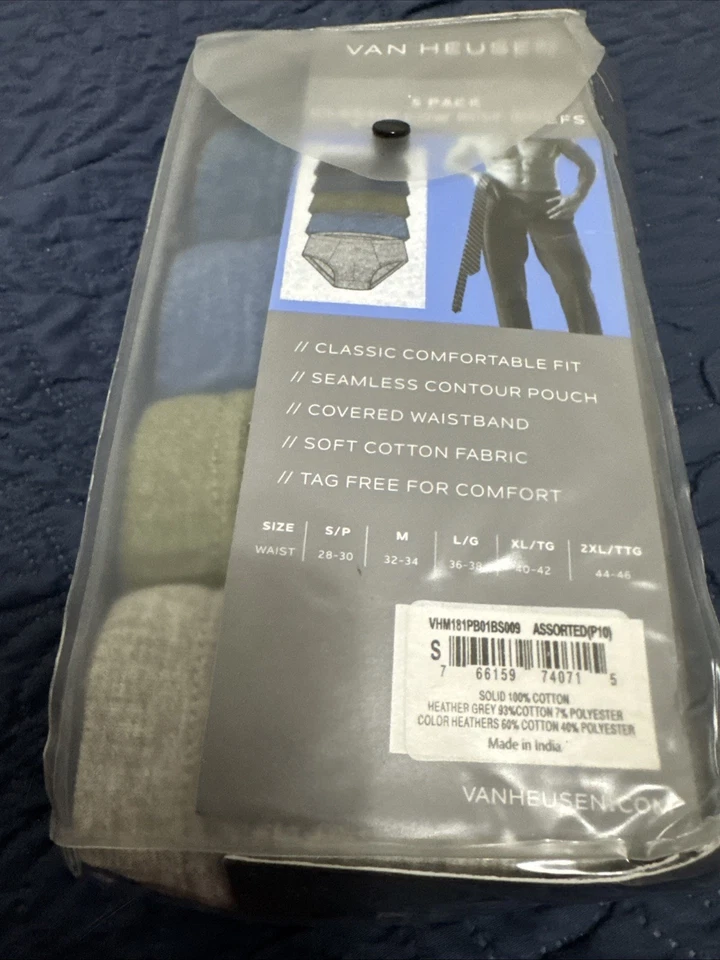 VAN HEUSEN
5 PACK
// CLASSIC COMFORTABLE FIT
// SEAMLESS CONTOUR POUCH
// COVERED WAISTBAND
// SOFT COTTON FABRIC
// TAG FREE FOR COMFORT
SIZE S/P M L/G XL/TG 2XL/TTG
WAIST 28-30 32-34 36-38 40-42 44-46
VHM181PB01BS009 ASSORTED(P10)
S
7 66159 74071 5
SOLID 100% COTTON
HEATHER GREY 93%COTTON 7% POLYESTER
COLOR HEATHERS 60% COTTON 40% POLYESTER
Made in India
VANHEUSEN.COM